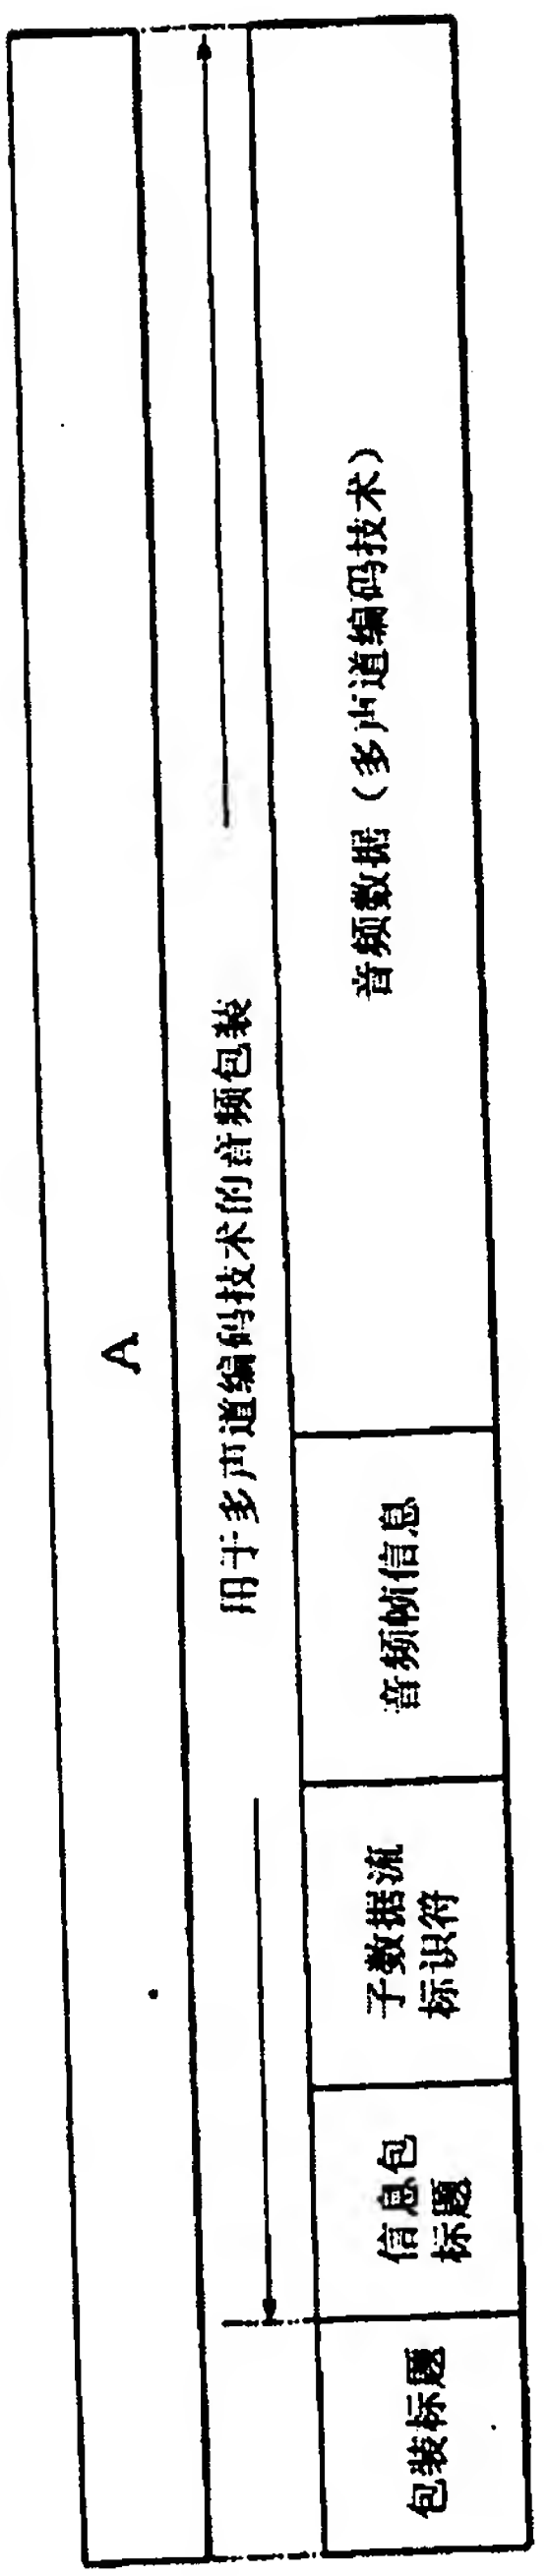 A
用于多声道编码技术的音频包装
包装标题
信息包
标题
子数据流
标识符
音频帧信息
音频数据（多声道编码技术）